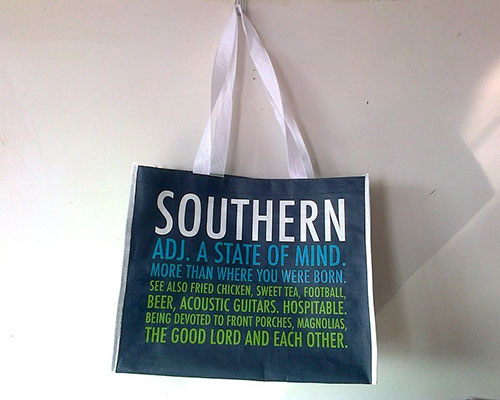 SOUTHERN
ADJ. A STATE OF MIND.
MORE THAN WHERE YOU WERE BORN.
SEE ALSO FRIED CHICKEN, SWEET TEA, FOOTBALL,
BEER, ACOUSTIC GUITARS. HOSPITABLE.
BEING DEVOTED TO FRONT PORCHES, MAGNOLIAS,
THE GOOD LORD AND EACH OTHER.